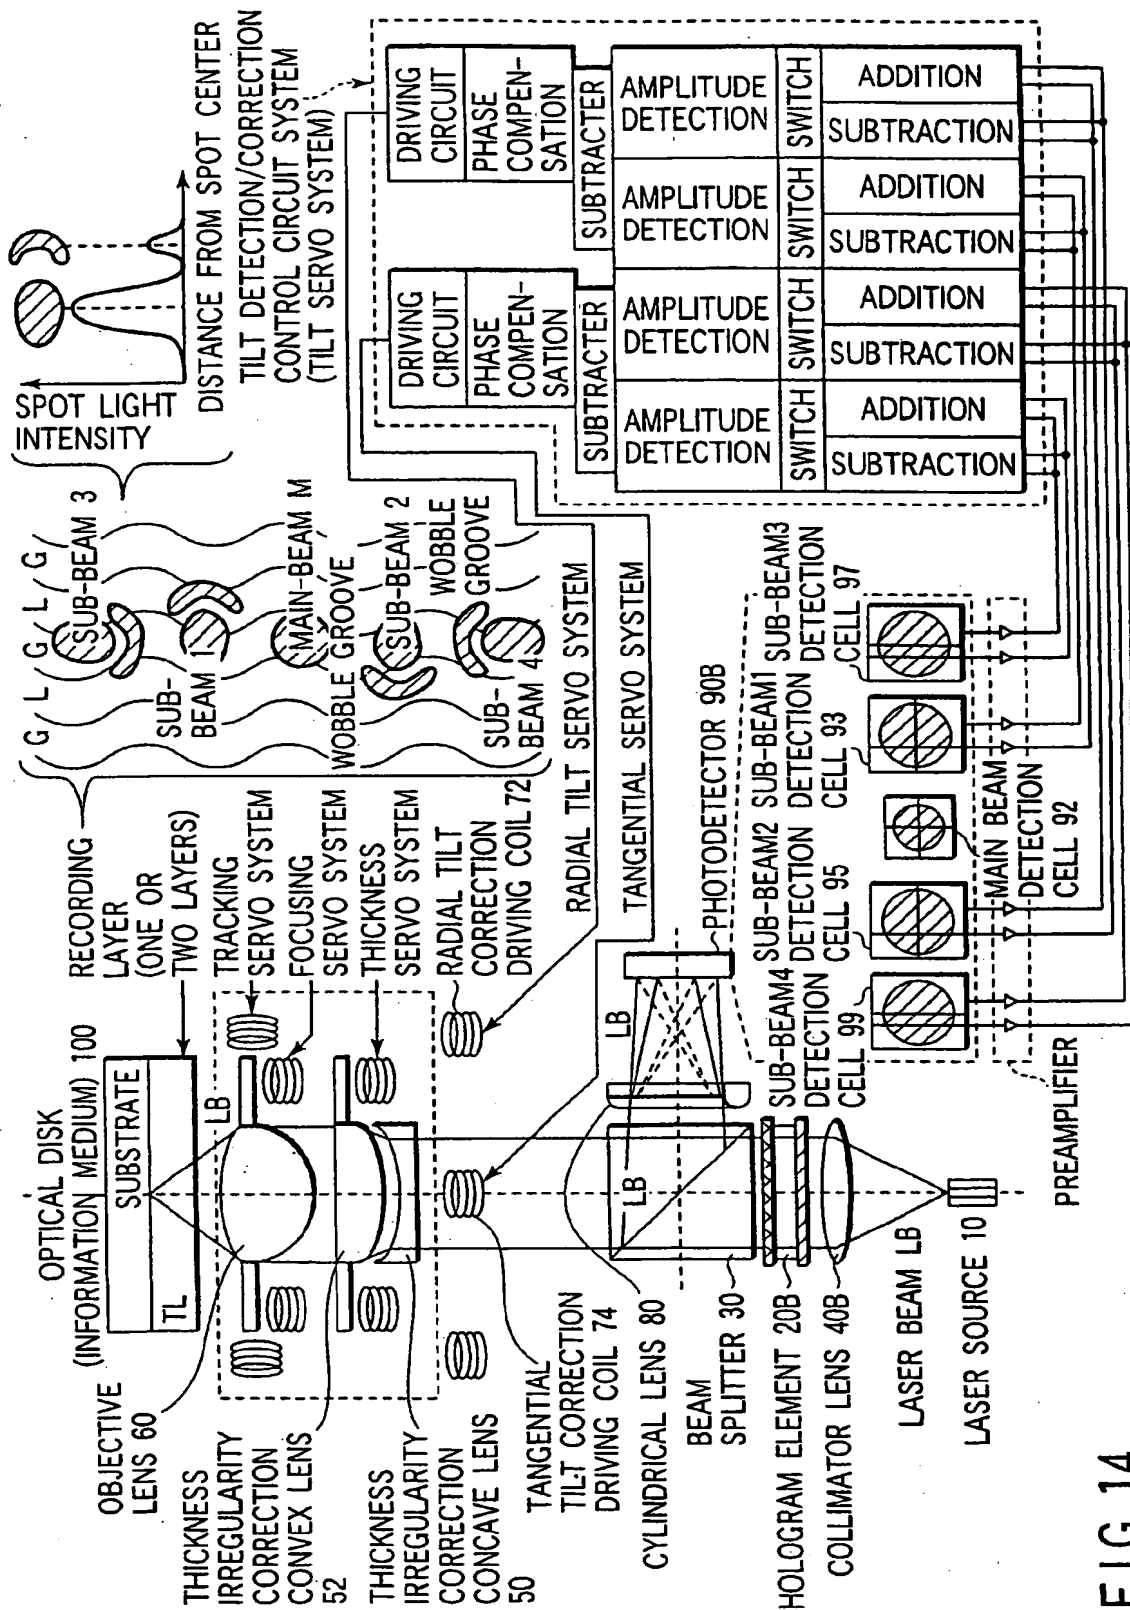 OPTICAL DISK
(INFORMATION MEDIUM) 100
SUBSTRATE
TL
RECORDING
LAYER
(ONE OR
TWO LAYERS)
TRACKING
SERVO SYSTEM
FOCUSING
SERVO SYSTEM
THICKNESS
SERVO SYSTEM
RADIAL TILT
CORRECTION
DRIVING COIL 72
OBJECTIVE
LENS 60
LB
THICKNESS
IRREGULARITY
CORRECTION
CONVEX LENS
52
THICKNESS
IRREGULARITY
CORRECTION
CONCAVE LENS
50
TANGENTIAL
TILT CORRECTION
DRIVING COIL 74
CYLINDRICAL LENS 80
BEAM
SPLITTER 30
HOLOGRAM ELEMENT 20B
COLLIMATOR LENS 40B
LASER BEAM LB
LASER SOURCE 10
LB
LB
PHOTODETECTOR 90B
RADIAL TILT SERVO SYSTEM
TANGENTIAL SERVO SYSTEM
G L G L G
SUB-BEAM 3
SUB-
BEAM 1
MAIN-BEAM M
WOBBLE GROOVE
SUB-BEAM 2
WOBBLE
GROOVE
SUB-
BEAM 4
SPOT LIGHT
INTENSITY
DISTANCE FROM SPOT CENTER
TILT DETECTION/CORRECTION
CONTROL CIRCUIT SYSTEM
(TILT SERVO SYSTEM)
DRIVING
CIRCUIT
PHASE
COMPEN-
SATION
SUBTRACTER
DRIVING
CIRCUIT
PHASE
COMPEN-
SATION
SUBTRACTER
AMPLITUDE
DETECTION
AMPLITUDE
DETECTION
AMPLITUDE
DETECTION
AMPLITUDE
DETECTION
SWITCH
SWITCH
SWITCH
SWITCH
SUBTRACTION
ADDITION
SUBTRACTION
ADDITION
SUBTRACTION
ADDITION
SUBTRACTION
ADDITION
SUB-BEAM4
DETECTION
CELL 99
SUB-BEAM2
DETECTION
CELL 95
SUB-BEAM1
DETECTION
CELL 93
SUB-BEAM3
DETECTION
CELL 97
MAIN BEAM
DETECTION
CELL 92
PREAMPLIFIER
FIG. 14